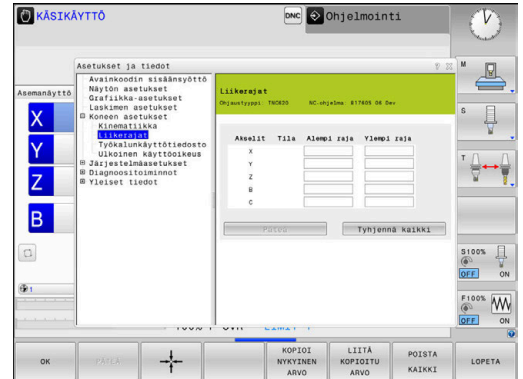 KÄSIKÄYTTÖ
DNC
Ohjelmointi
Asetukset ja tiedot
Asemanäyttö
X
Y
Z
B
1
Avainkoodin sisäänsyöttö
Näytön asetukset
Grafiikka-asetukset
Laskimen asetukset
Koneen asetukset
Kinematiikka
Liikerajat
Työkalunkäyttötiedosto
Ulkoinen käyttöoikeus
Järjestelmäasetukset
Diagnoositoiminnot
Yleiset tiedot
Liikerajat
Ohjaustyyppi: TNC620 NC-ohjelma: 817605 06 Dev
Akselit Tila Alempi raja Ylempi raja
X
Y
Z
B
C
Päteä
Tyhjennä kaikki
M
S
T
S100%
OFF ON
F100%
OFF ON
OK
PÄTEÄ
KOPIOI NYKYINEN ARVO
LIITÄ KOPIOITU ARVO
POISTA KAIKKI
LOPETA